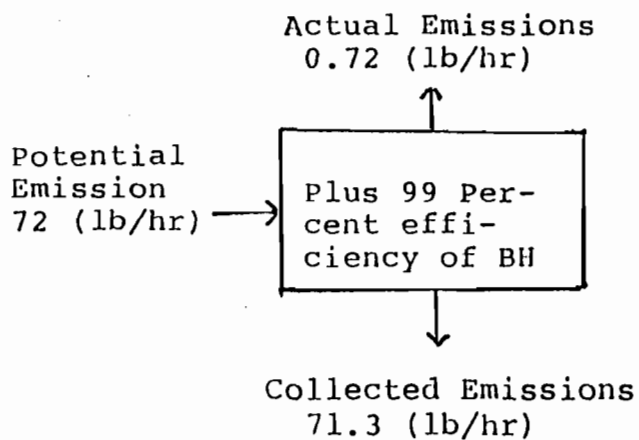 Actual Emissions
0.72 (lb/hr)
Potential
Emission
72 (lb/hr)
Plus 99 Per-
cent effi-
ciency of BH
Collected Emissions
71.3 (lb/hr)